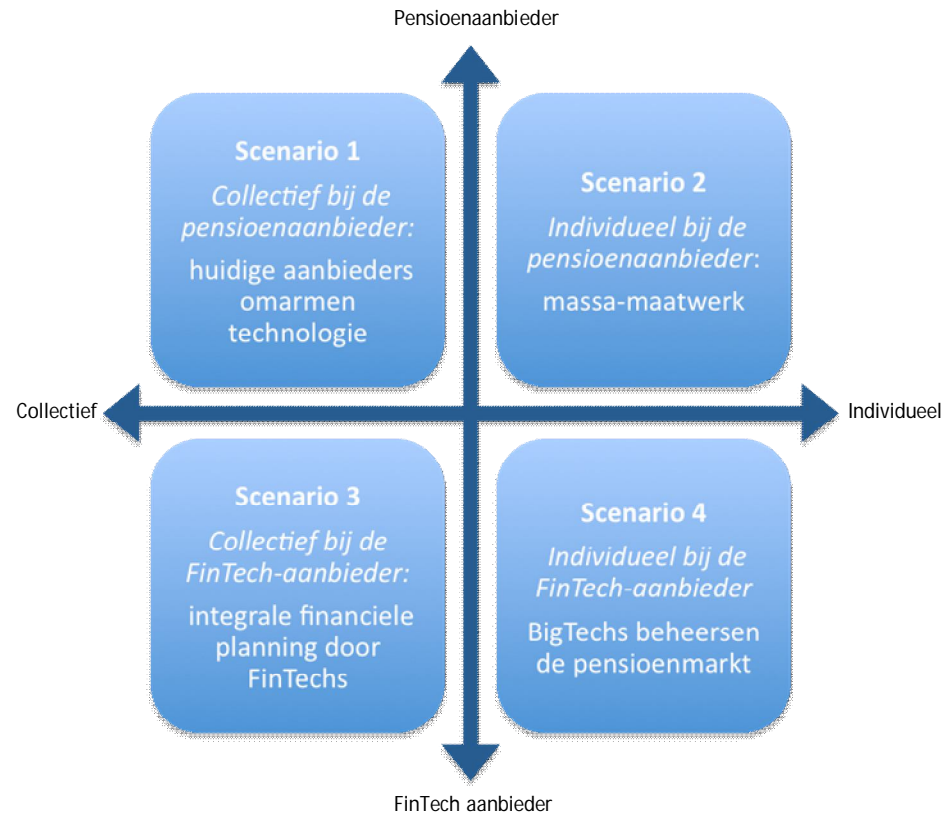 Pensioenaanbieder
Scenario 1
Collectief bij de
pensioenaanbieder:
huidige aanbieders
omarmen
technologie
Scenario 2
Individueel bij de
pensioenaanbieder:
massa-maatwerk
Collectief
Individueel
Scenario 3
Collectief bij de
FinTech-aanbieder:
integrale financiele
planning door
FinTechs
Scenario 4
Individueel bij de
FinTech-aanbieder
BigTechs beheersen
de pensioenmarkt
FinTech aanbieder